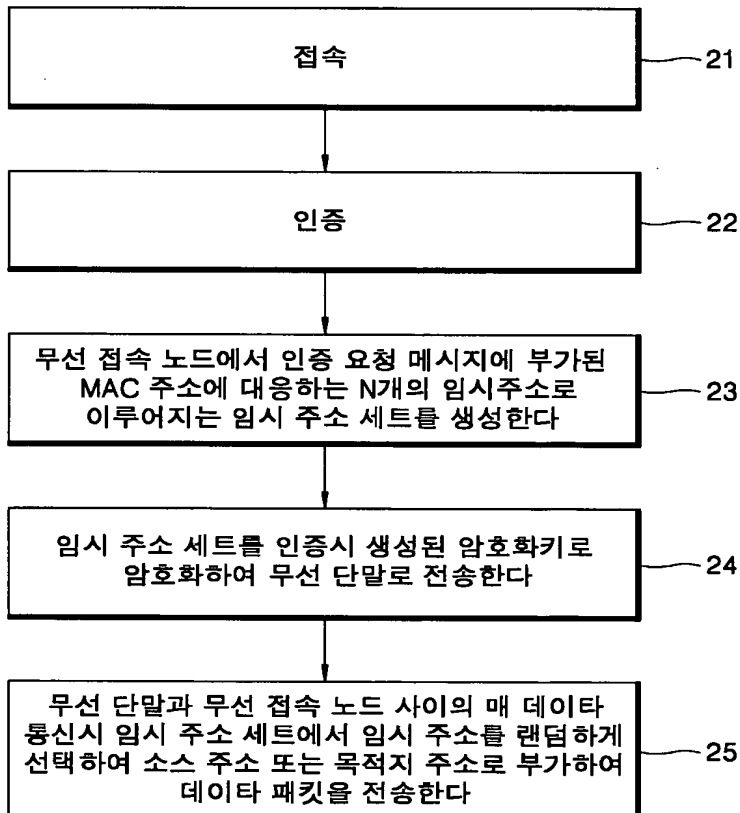 접속
21
인증
22
무선 접속 노드에서 인증 요청 메시지에 부가된
MAC 주소에 대응하는 N개의 임시주소로
이루어지는 임시 주소 세트를 생성한다
23
임시 주소 세트를 인증시 생성된 암호화키로
암호화하여 무선 단말로 전송한다
24
무선 단말과 무선 접속 노드 사이의 매 데이타
통신시 임시 주소 세트에서 임시 주소를 랜덤하게
선택하여 소스 주소 또는 목적지 주소로 부가하여
데이타 패킷을 전송한다
25